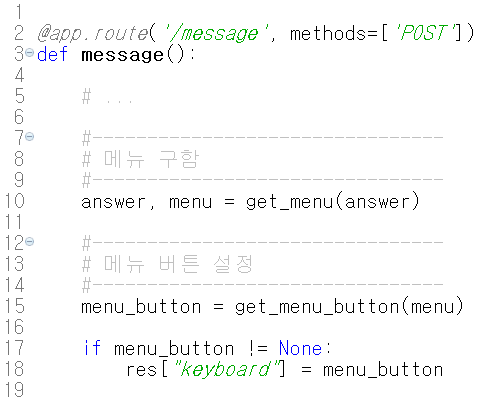 1
2 @app.route('/message', methods=['POST'])
3 def message():
4
5     # ...
6
7     #---------------------------------
8     # 메뉴 구함
9     #---------------------------------
10     answer, menu = get_menu(answer)
11
12     #---------------------------------
13     # 메뉴 버튼 설정
14     #---------------------------------
15     menu_button = get_menu_button(menu)
16
17     if menu_button != None:
18         res["keyboard"] = menu_button
19